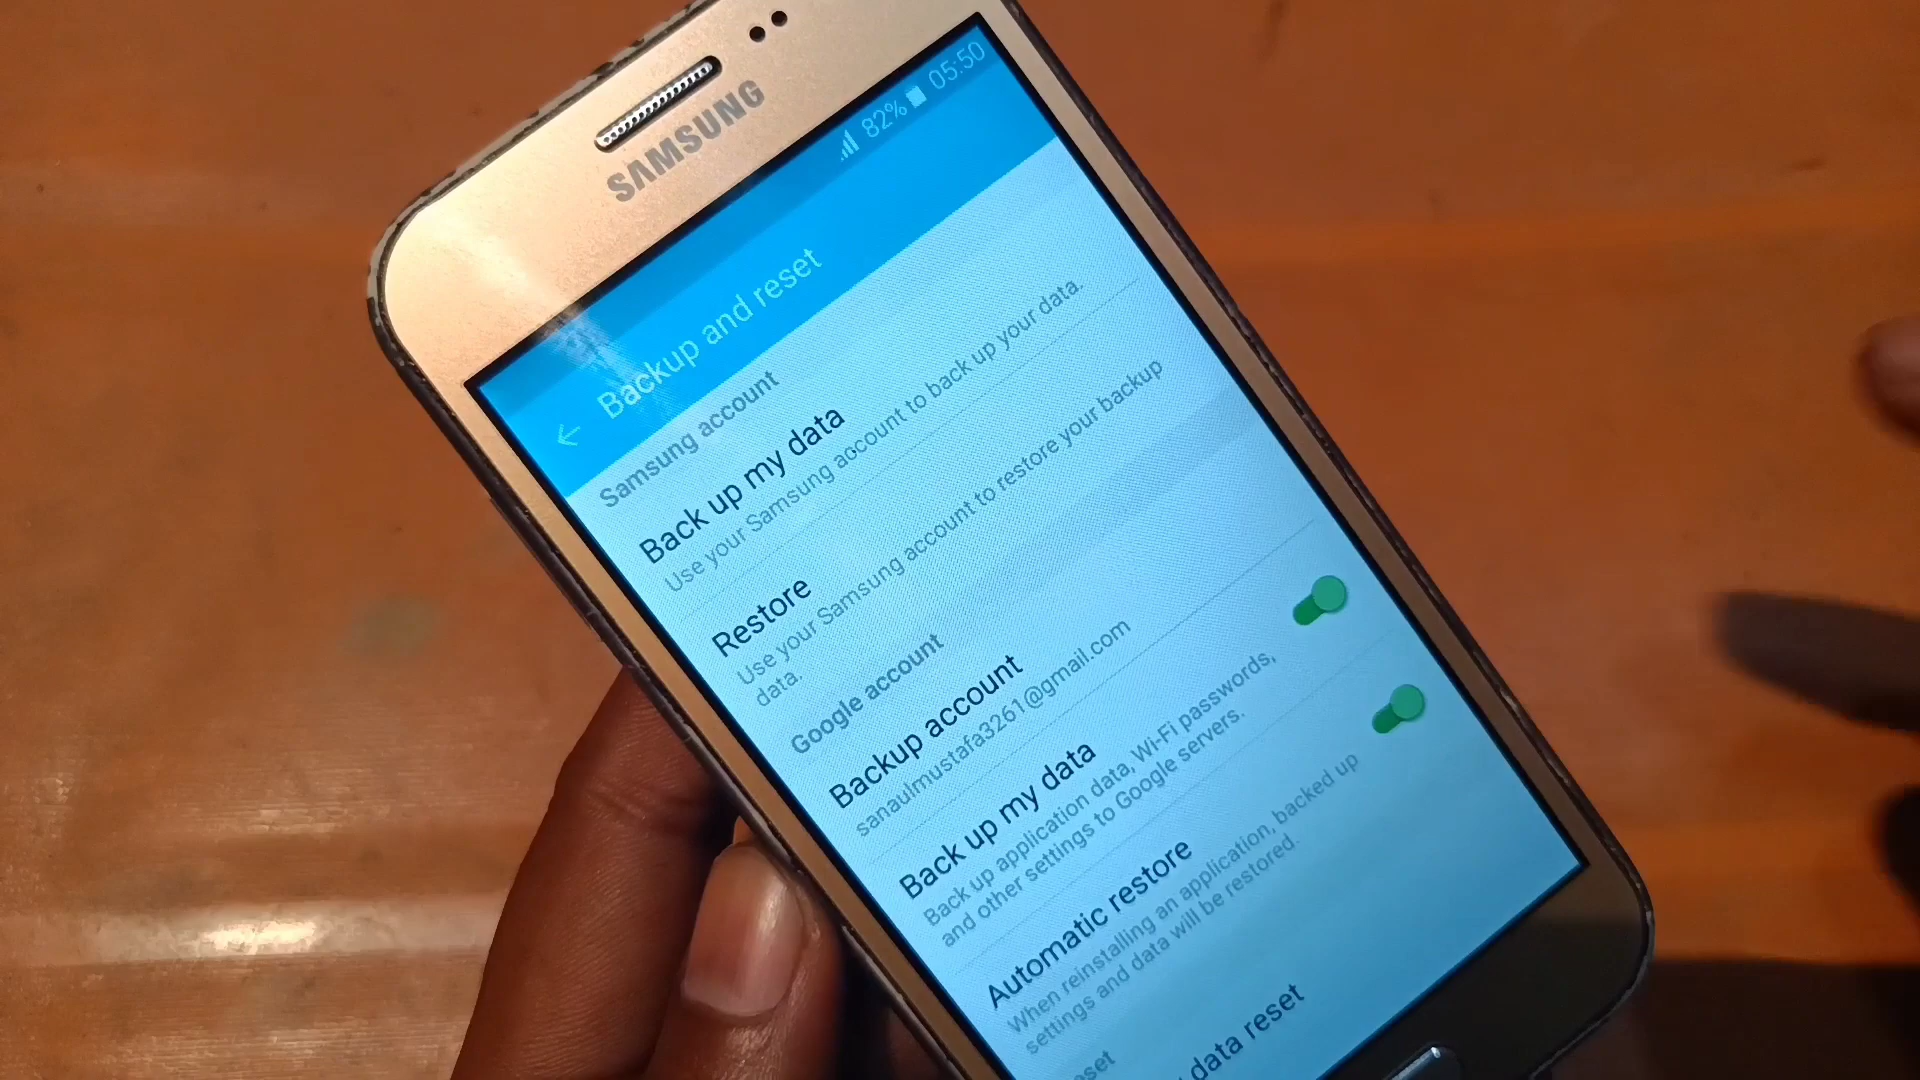 SAMSUNG
82% 05:50
Backup and reset
Samsung account
Back up my data
Use your Samsung account to back up your data.
Restore
Use your Samsung account to restore your backup
data.
Google account
Backup account
sanaulmustafa3261@gmail.com
Back up my data
Back up application data, Wi-Fi passwords,
and other settings to Google servers.
Automatic restore
When reinstalling an application, backed up
settings and data will be restored.
data reset